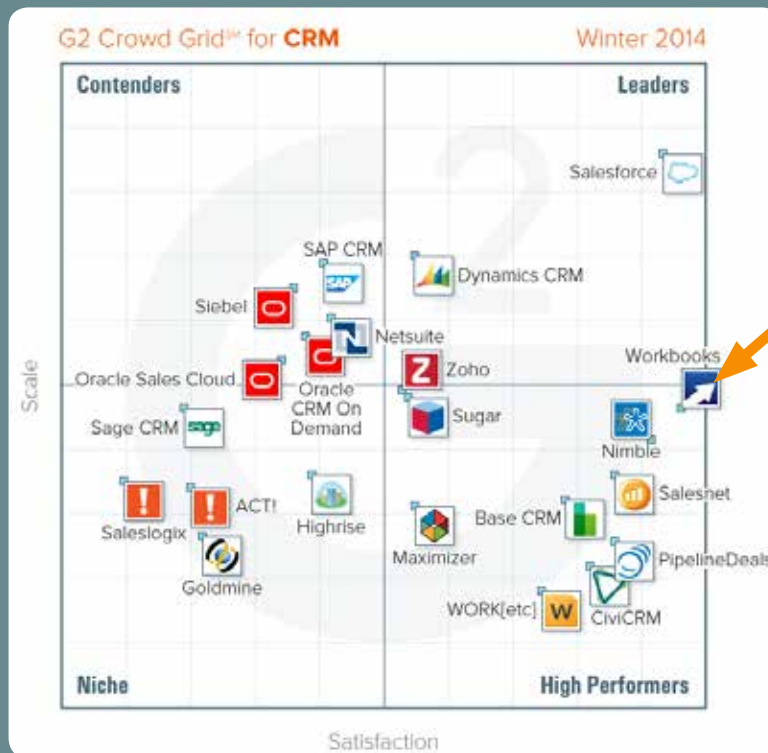 G2 Crowd Grid℠ for CRM
Winter 2014
Contenders
Leaders
Salesforce
SAP CRM
SAP
Dynamics CRM
Siebel
Netsuite
N
Workbooks
Zoho
Z
Oracle Sales Cloud
Oracle
CRM On
Demand
Sugar
Sage CRM
sage
Nimble
Salesnet
ACT!
Saleslogix
Highrise
Base CRM
Maximizer
PipelineDeals
Goldmine
WORK[etc]
W
CiviCRM
Niche
High Performers
Scale
Satisfaction